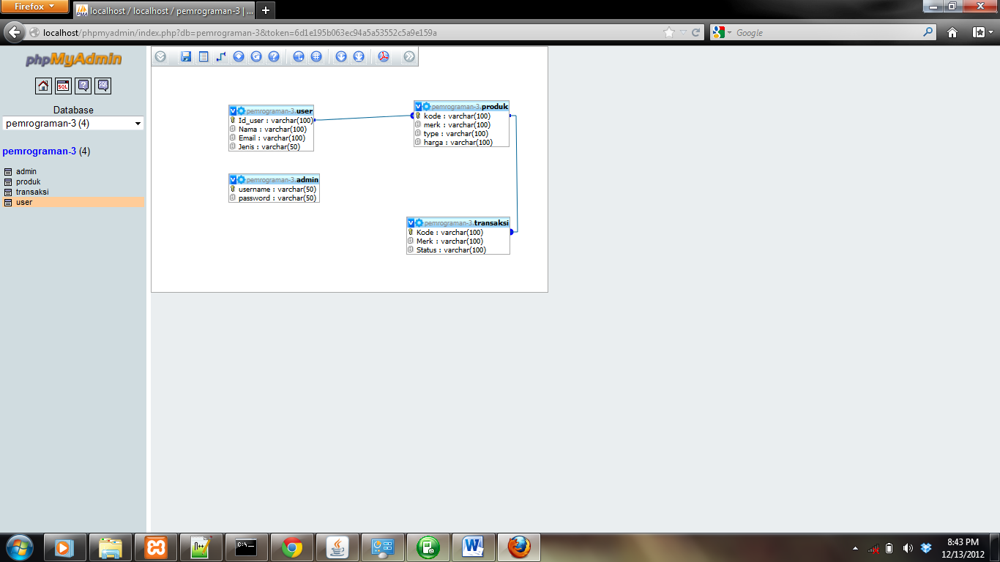 Firefox
localhost / localhost / pemrograman-3 | ...
localhost/phpmyadmin/index.php?db=pemrograman-3&token=6d1e195b063ec94a5a53552c5a9e159a
Google
phpMyAdmin
SQL
Database
pemrograman-3 (4)
pemrograman-3 (4)
admin
produk
transaksi
user
pemrograman-3.user
Id_user : varchar(100)
Nama : varchar(100)
Email : varchar(100)
Jenis : varchar(50)
pemrograman-3.produk
kode : varchar(100)
merk : varchar(100)
type : varchar(100)
harga : varchar(100)
pemrograman-3.admin
username : varchar(50)
password : varchar(50)
pemrograman-3.transaksi
Kode : varchar(100)
Merk : varchar(100)
Status : varchar(100)
8:43 PM
12/13/2012